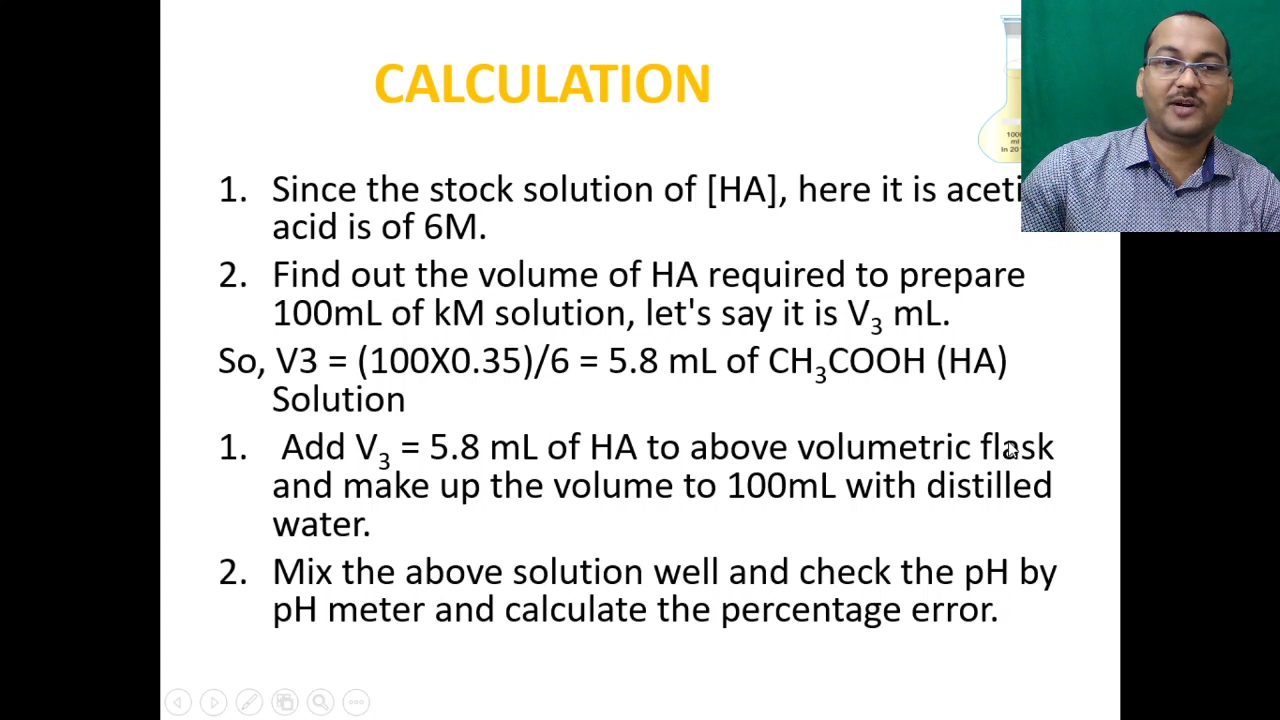 CALCULATION
1000
ml
In 20
1. Since the stock solution of [HA], here it is aceti
acid is of 6M.
2. Find out the volume of HA required to prepare
100mL of kM solution, let's say it is V₃ mL.
So, V3 = (100X0.35)/6 = 5.8 mL of CH₃COOH (HA)
Solution
1. Add V₃ = 5.8 mL of HA to above volumetric flask
and make up the volume to 100mL with distilled
water.
2. Mix the above solution well and check the pH by
pH meter and calculate the percentage error.